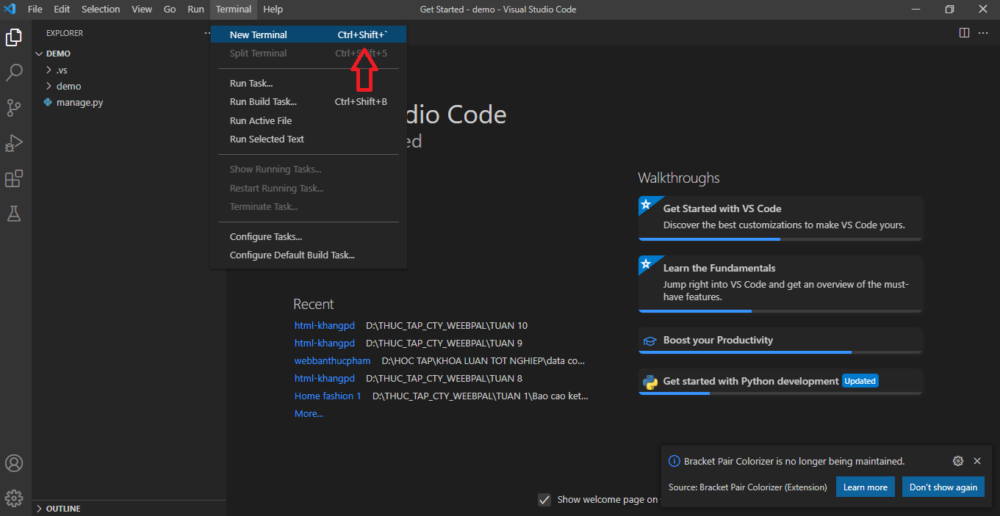 File Edit Selection View Go Run Terminal Help
Get Started - demo - Visual Studio Code
EXPLORER
DEMO
.vs
demo
manage.py
OUTLINE
New Terminal Ctrl+Shift+`
Split Terminal Ctrl+Shift+5
Run Task...
Run Build Task... Ctrl+Shift+B
Run Active File
Run Selected Text
Show Running Tasks...
Restart Running Task...
Terminate Task...
Configure Tasks...
Configure Default Build Task...
dio Code
ed
Recent
html-khangpd D:\THUC_TAP_CTY_WEEBPAL\TUAN 10
html-khangpd D:\THUC_TAP_CTY_WEEBPAL\TUAN 9
webbanthucpham D:\HOC TAP\KHOA LUAN TOT NGHIEP\data co...
html-khangpd D:\THUC_TAP_CTY_WEEBPAL\TUAN 8
Home fashion 1 D:\THUC_TAP_CTY_WEEBPAL\TUAN 1\Bao cao ket...
More...
Walkthroughs
Get Started with VS Code
Discover the best customizations to make VS Code yours.
Learn the Fundamentals
Jump right into VS Code and get an overview of the must-
have features.
Boost your Productivity
Get started with Python development Updated
Show welcome page on
Bracket Pair Colorizer is no longer being maintained.
Source: Bracket Pair Colorizer (Extension) Learn more Don't show again